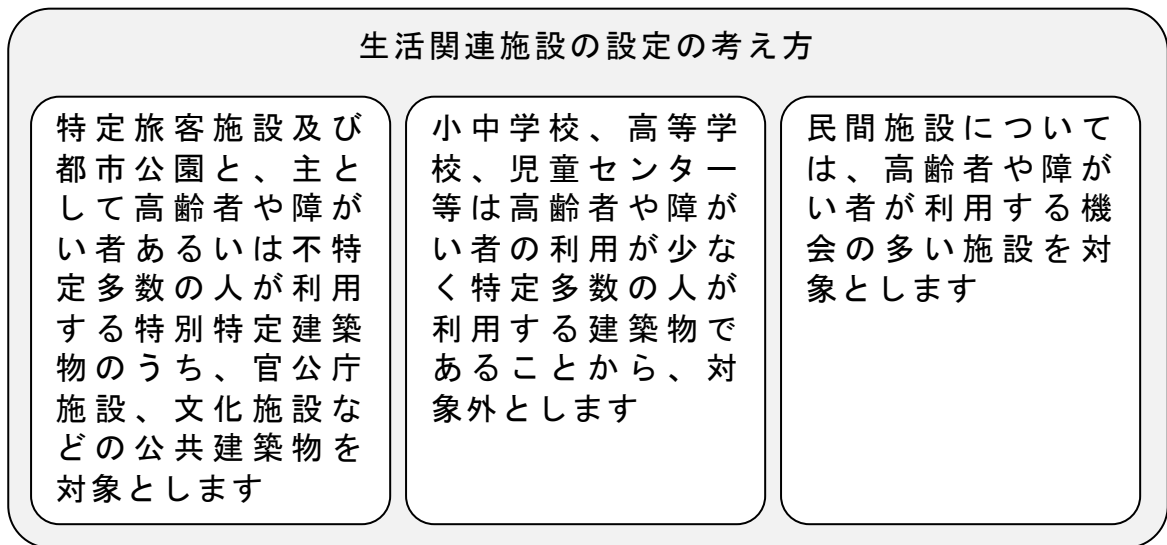 生活関連施設の設定の考え方
特定旅客施設及び
都市公園と、主と
して高齢者や障が
い者あるいは不特
定多数の人が利用
する特別特定建築
物のうち、官公庁
施設、文化施設な
どの公共建築物を
対象とします
小中学校、高等学
校、児童センター
等は高齢者や障が
い者の利用が少な
く特定多数の人が
利用する建築物で
あることから、対
象外とします
民間施設について
は、高齢者や障が
い者が利用する機
会の多い施設を対
象とします